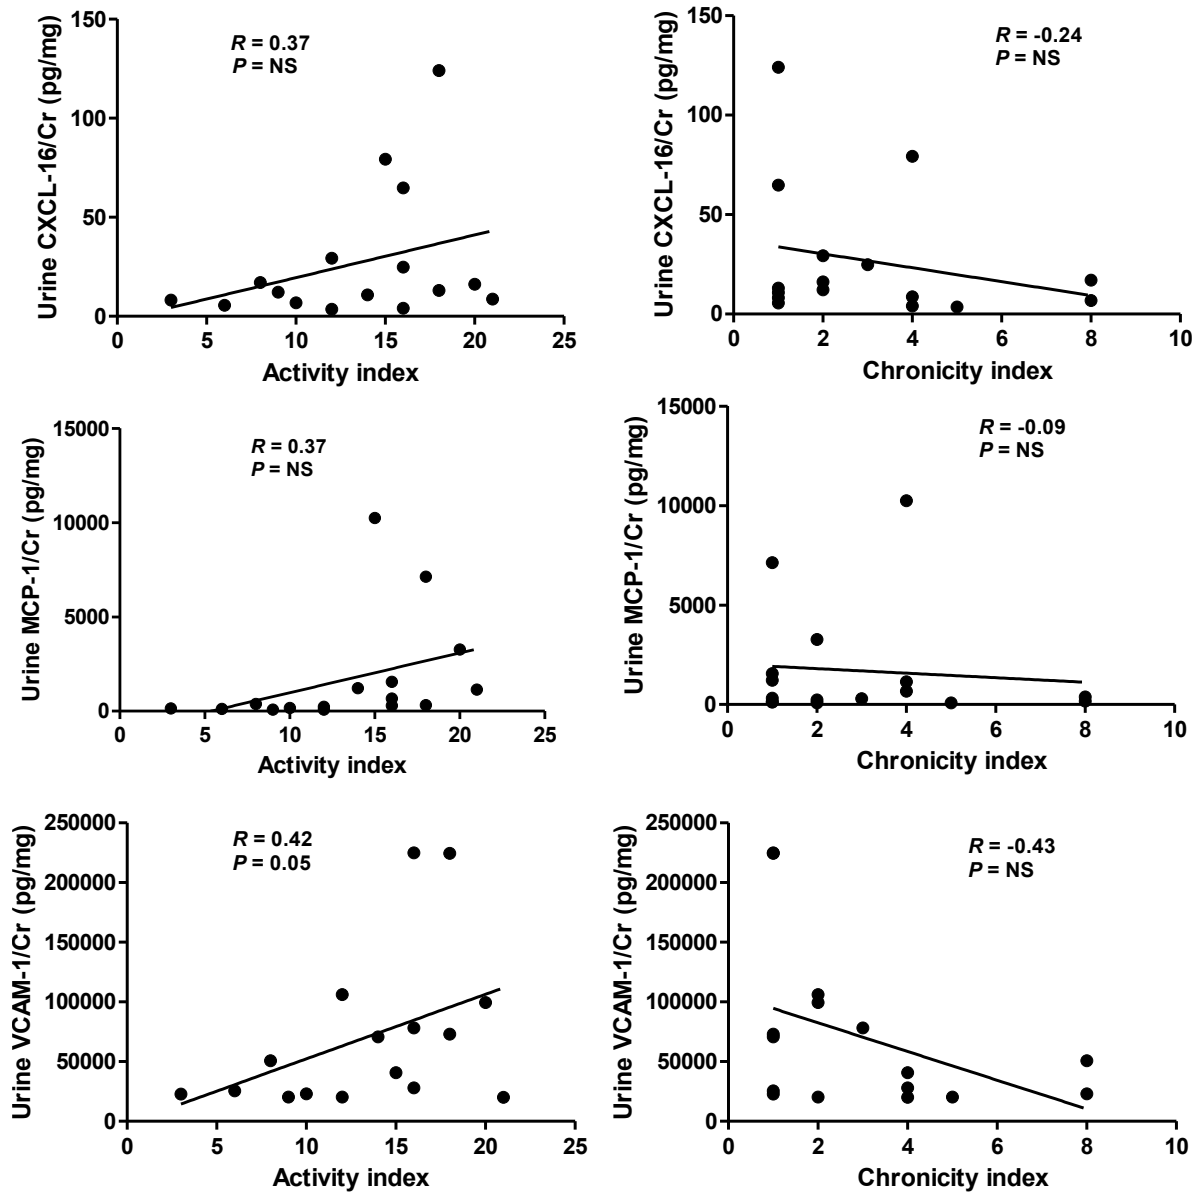 Urine CXCL-16/Cr (pg/mg)
150
100
50
0
R = 0.37
P = NS
0 5 10 15 20 25
Activity index
Urine CXCL-16/Cr (pg/mg)
150
100
50
0
R = -0.24
P = NS
0 2 4 6 8 10
Chronicity index
Urine MCP-1/Cr (pg/mg)
15000
10000
5000
0
R = 0.37
P = NS
0 5 10 15 20 25
Activity index
Urine MCP-1/Cr (pg/mg)
15000
10000
5000
0
R = -0.09
P = NS
0 2 4 6 8 10
Chronicity index
Urine VCAM-1/Cr (pg/mg)
250000
200000
150000
100000
50000
0
R = 0.42
P = 0.05
0 5 10 15 20 25
Activity index
Urine VCAM-1/Cr (pg/mg)
250000
200000
150000
100000
50000
0
R = -0.43
P = NS
0 2 4 6 8 10
Chronicity index